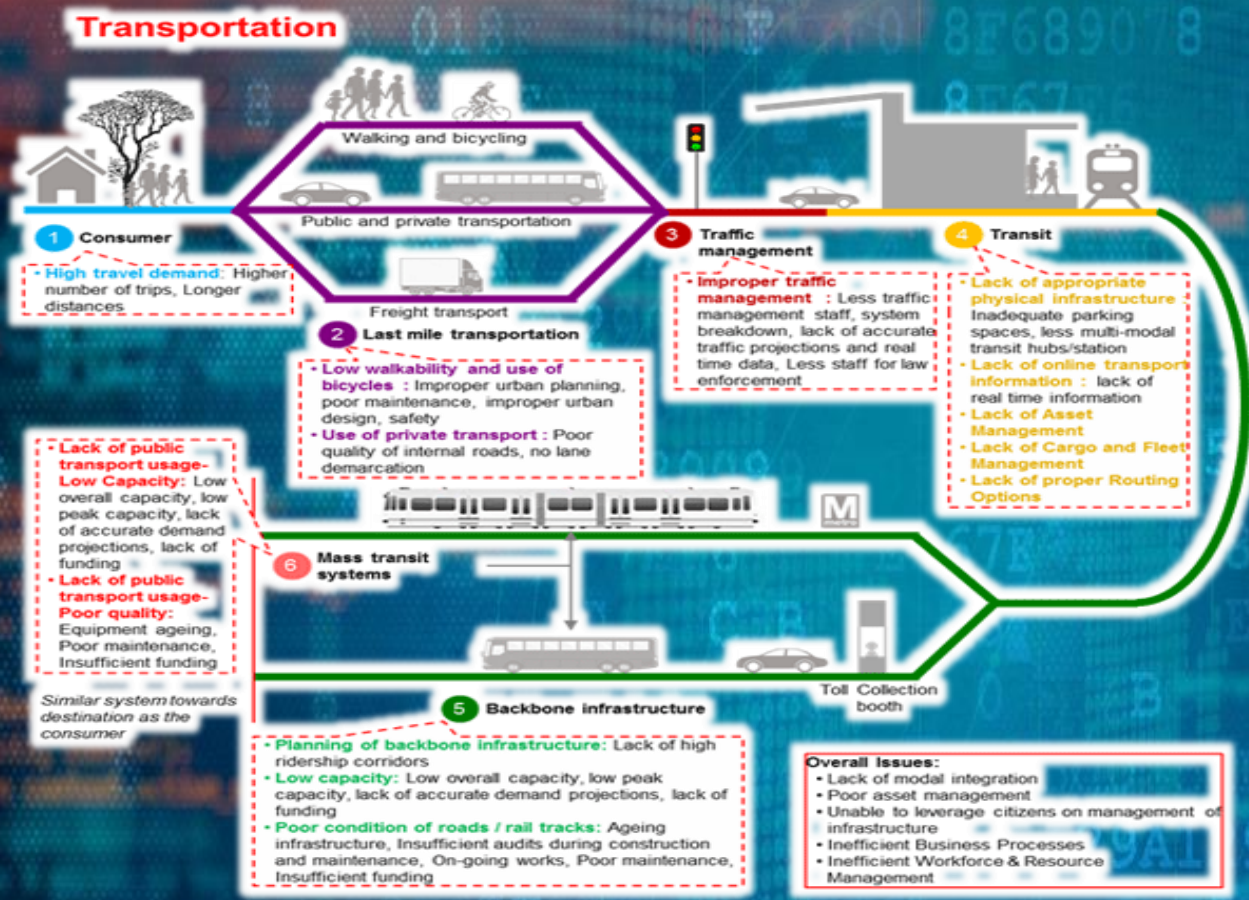 Transportation
Walking and bicycling
Public and private transportation
Freight transport
1 Consumer
• High travel demand: Higher
number of trips, Longer
distances
2 Last mile transportation
• Low walkability and use of
bicycles : Improper urban planning,
poor maintenance, improper urban
design, safety
• Use of private transport : Poor
quality of internal roads, no lane
demarcation
3 Traffic
management
• Improper traffic
management : Less traffic
management staff, system
breakdown, lack of accurate
traffic projections and real
time data, Less staff for law
enforcement
4 Transit
• Lack of appropriate
physical infrastructure :
Inadequate parking
spaces, less multi-modal
transit hubs/station
• Lack of online transport
information : lack of
real time information
• Lack of Asset
Management
• Lack of Cargo and Fleet
Management
• Lack of proper Routing
Options
• Lack of public
transport usage-
Low Capacity: Low
overall capacity, low
peak capacity, lack
of accurate demand
projections, lack of
funding
• Lack of public
transport usage-
Poor quality:
Equipment ageing,
Poor maintenance,
Insufficient funding
M
6 Mass transit
systems
Toll Collection
booth
Similar system towards
destination as the
consumer
5 Backbone infrastructure
• Planning of backbone infrastructure: Lack of high
ridership corridors
• Low capacity: Low overall capacity, low peak
capacity, lack of accurate demand projections, lack of
funding
• Poor condition of roads / rail tracks: Ageing
infrastructure, Insufficient audits during construction
and maintenance, On-going works, Poor maintenance,
Insufficient funding
Overall Issues:
• Lack of modal integration
• Poor asset management
• Unable to leverage citizens on management of
infrastructure
• Inefficient Business Processes
• Inefficient Workforce & Resource
Management